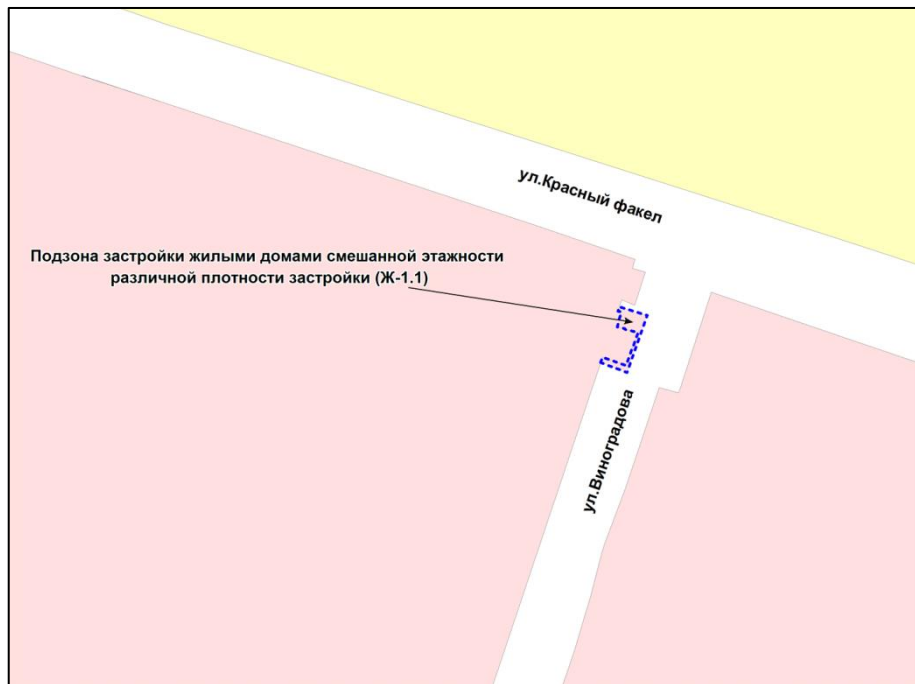 ул.Красный факел
Подзона застройки жилыми домами смешанной этажности
различной плотности застройки (Ж-1.1)
ул.Виноградова